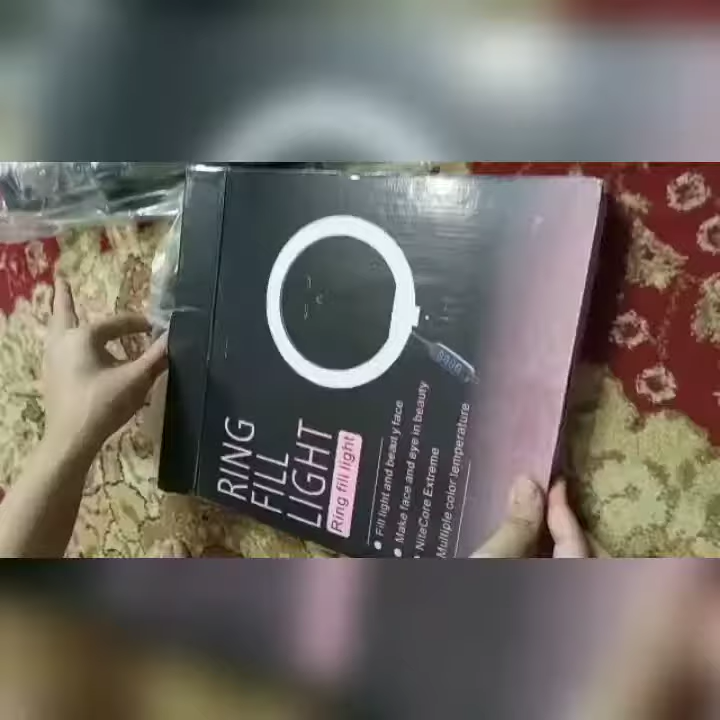 RING
FILL
LIGHT
Ring fill light
Fill light and beauty face
Make face and eye in beauty
NiteCore Extreme
Multiple color temperature